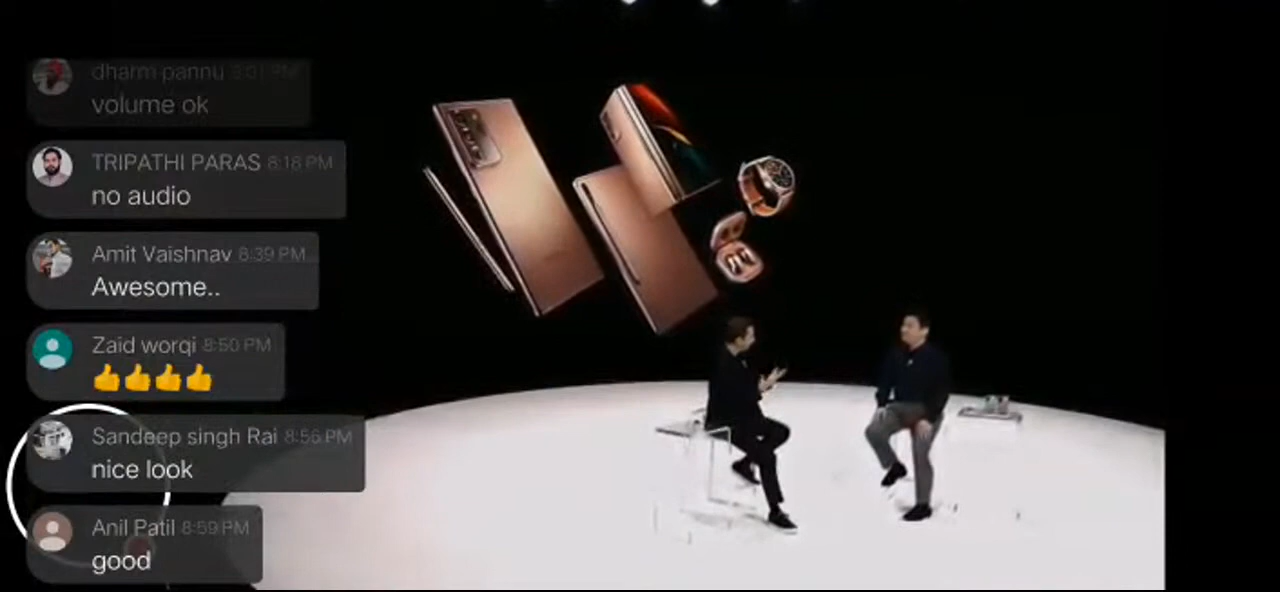 dharm pannu 8:01 PM
volume ok
TRIPATHI PARAS 8:18 PM
no audio
Amit Vaishnav 8:39 PM
Awesome..
Zaid worqi 8:50 PM
👍👍👍👍
Sandeep singh Rai 8:56 PM
nice look
Anil Patil 8:59 PM
good